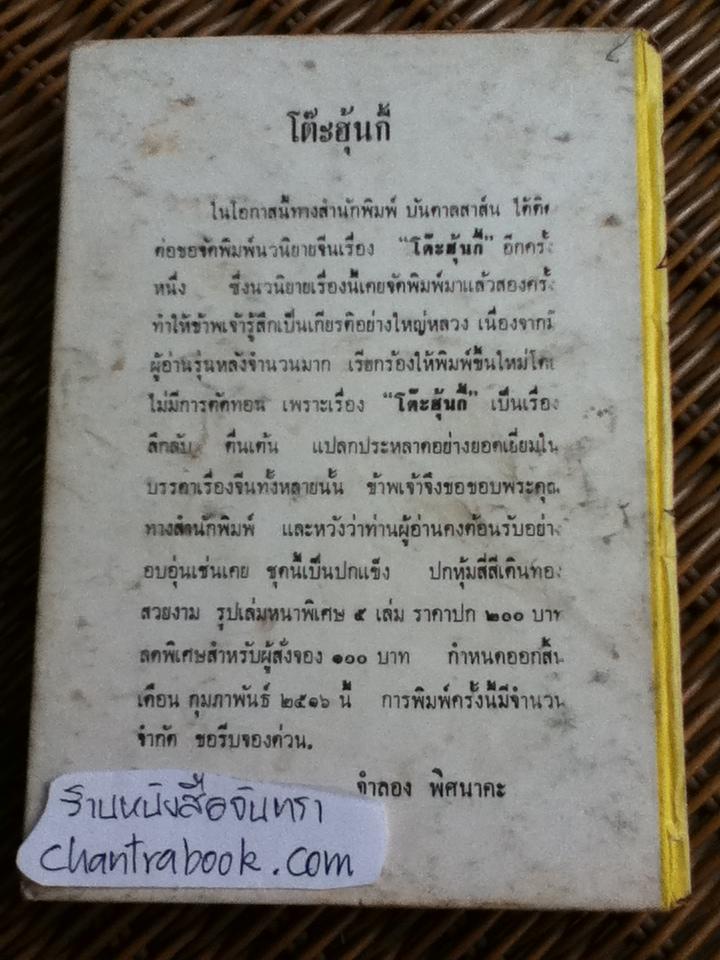 โต๊ะฮุ้นกี้
ในโอกาสนี้ทางสำนักพิมพ์ บันดาลสาส์น ได้ติด
ต่อขอจัดพิมพ์นวนิยายจีนเรื่อง "โต๊ะฮุ้นกี้" อีกครั้ง
หนึ่ง ซึ่งนวนิยายเรื่องนี้เคยจัดพิมพ์มาแล้วสองครั้ง
ทำให้ข้าพเจ้ารู้สึกเป็นเกียรติอย่างใหญ่หลวง เนื่องจากมี
ผู้อ่านรุ่นหลังจำนวนมาก เรียกร้องให้พิมพ์ขึ้นใหม่โดย
ไม่มีการตัดทอน เพราะเรื่อง "โต๊ะฮุ้นกี้" เป็นเรื่อง
ลึกลับ ตื่นเต้น แปลกประหลาดอย่างยอดเยี่ยมใน
บรรดาเรื่องจีนทั้งหลายนั้น ข้าพเจ้าจึงขอขอบพระคุณ
ทางสำนักพิมพ์ และหวังว่าท่านผู้อ่านคงต้อนรับอย่าง
อบอุ่นเช่นเคย ชุดนี้เป็นปกแข็ง ปกหุ้มสี่สีเดินทอง
สวยงาม รูปเล่มหนาพิเศษ ๕ เล่ม ราคาปก ๒๐๐ บาท
ลดพิเศษสำหรับผู้สั่งจอง ๑๐๐ บาท กำหนดออกสิ้น
เดือน กุมภาพันธ์ ๒๕๑๖ นี้ การพิมพ์ครั้งนี้มีจำนวน
จำกัด ขอรีบจองด่วน.
จำลอง พิศนาคะ
ร้านหนังสือจันทรา
chantrabook.com